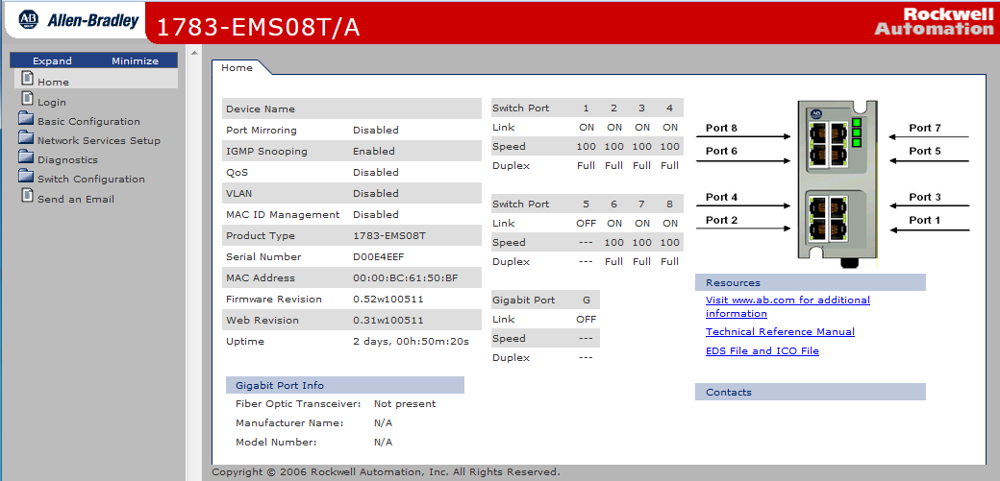 AB Allen-Bradley
1783-EMS08T/A
Rockwell
Automation
Expand Minimize
Home
Login
Basic Configuration
Network Services Setup
Diagnostics
Switch Configuration
Send an Email
Home
Device Name
Port Mirroring Disabled
IGMP Snooping Enabled
QoS Disabled
VLAN Disabled
MAC ID Management Disabled
Product Type 1783-EMS08T
Serial Number D00E4EEF
MAC Address 00:00:BC:61:50:BF
Firmware Revision 0.52w100511
Web Revision 0.31w100511
Uptime 2 days, 00h:50m:20s
Gigabit Port Info
Fiber Optic Transceiver: Not present
Manufacturer Name: N/A
Model Number: N/A
Switch Port 1 2 3 4
Link ON ON ON ON
Speed 100 100 100 100
Duplex Full Full Full Full
Switch Port 5 6 7 8
Link OFF ON ON ON
Speed --- 100 100 100
Duplex --- Full Full Full
Gigabit Port G
Link OFF
Speed ---
Duplex ---
AB
Port 8 Port 7
Port 6 Port 5
Port 4 Port 3
Port 2 Port 1
Resources
Visit www.ab.com for additional
information
Technical Reference Manual
EDS File and ICO File
Contacts
Copyright © 2006 Rockwell Automation, Inc. All Rights Reserved.